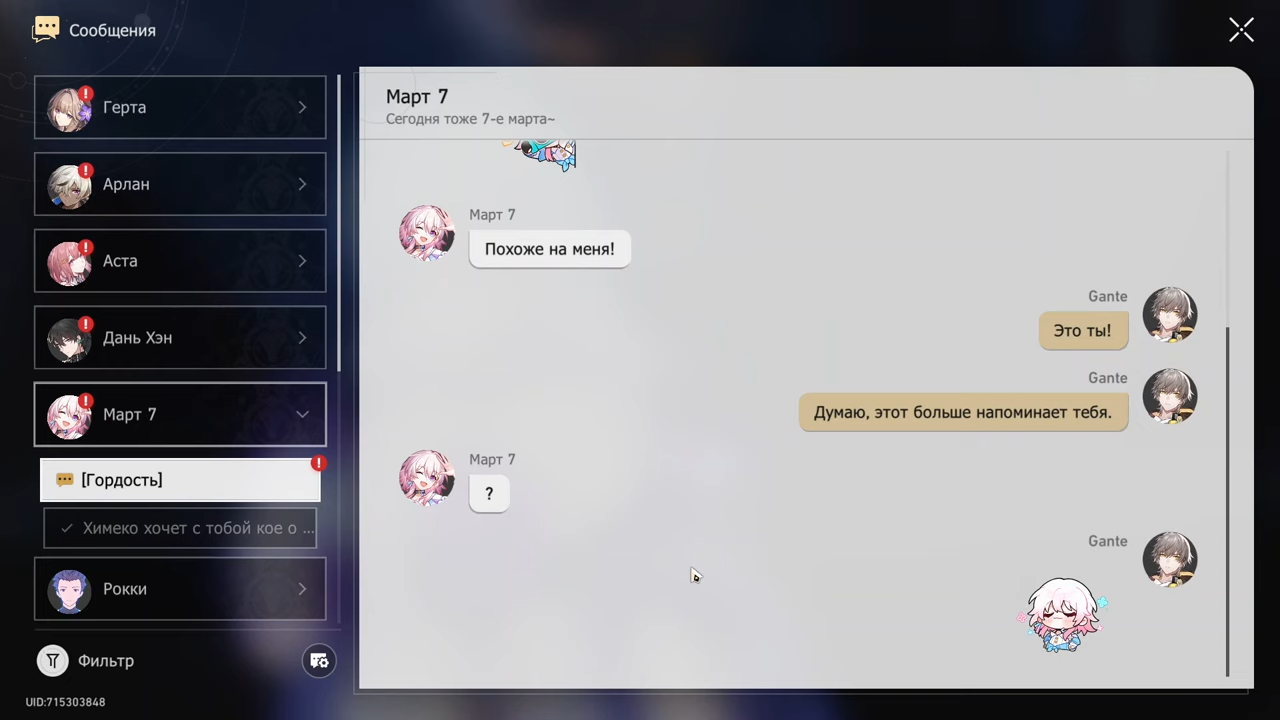 Сообщения
Герта
Арлан
Аста
Дань Хэн
Март 7
[Гордость]
Химеко хочет с тобой кое о ...
Рокки
Фильтр
UID:715303848
Март 7
Сегодня тоже 7-е марта~
Март 7
Похоже на меня!
Gante
Это ты!
Gante
Думаю, этот больше напоминает тебя.
Март 7
?
Gante